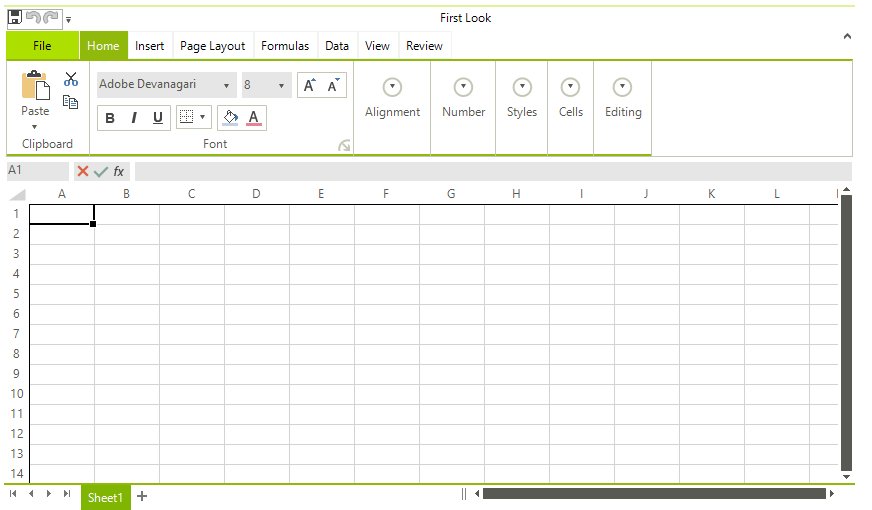 First Look
File Home Insert Page Layout Formulas Data View Review
Adobe Devanagari 8 A A
Paste
B I U A
Alignment Number Styles Cells Editing
Clipboard Font
A1 fx
A B C D E F G H I J K L
1
2
3
4
5
6
7
8
9
10
11
12
13
14
Sheet1